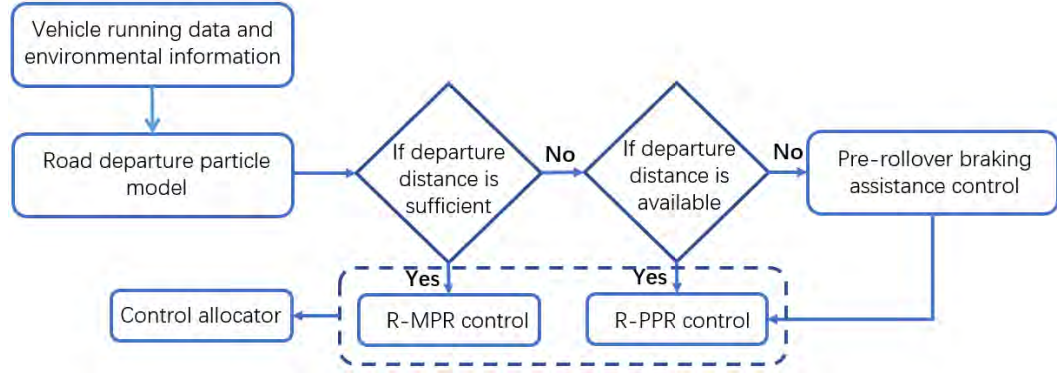 Vehicle running data and
environmental information
Road departure particle
model
If departure
distance is
sufficient
No
If departure
distance is
available
No
Pre-rollover braking
assistance control
Yes
Yes
Control allocator
R-MPR control
R-PPR control